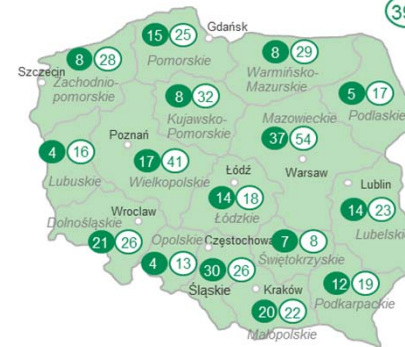 39
15 25
Gdańsk
Pomorskie
8 28
8 29
Szczecin
Zachodnio-
pomorskie
Warmińsko-
Mazurskie
8 32
Kujawsko-
Pomorskie
5 17
Podlaskie
Mazowieckie
37 54
Poznań
4 16
Lubuskie
17 41
Wielkopolskie
Warsaw
Łódź
14 18
Łódzkie
Lublin
14 23
Lubelski
Dolnośląskie
Wroclaw
21 26
Opolskie
4 13
Częstochowa
7 8
Świętokrzyskie
30 26
Śląskie
12 19
Podkarpackie
Kraków
20 22
Małopolskie